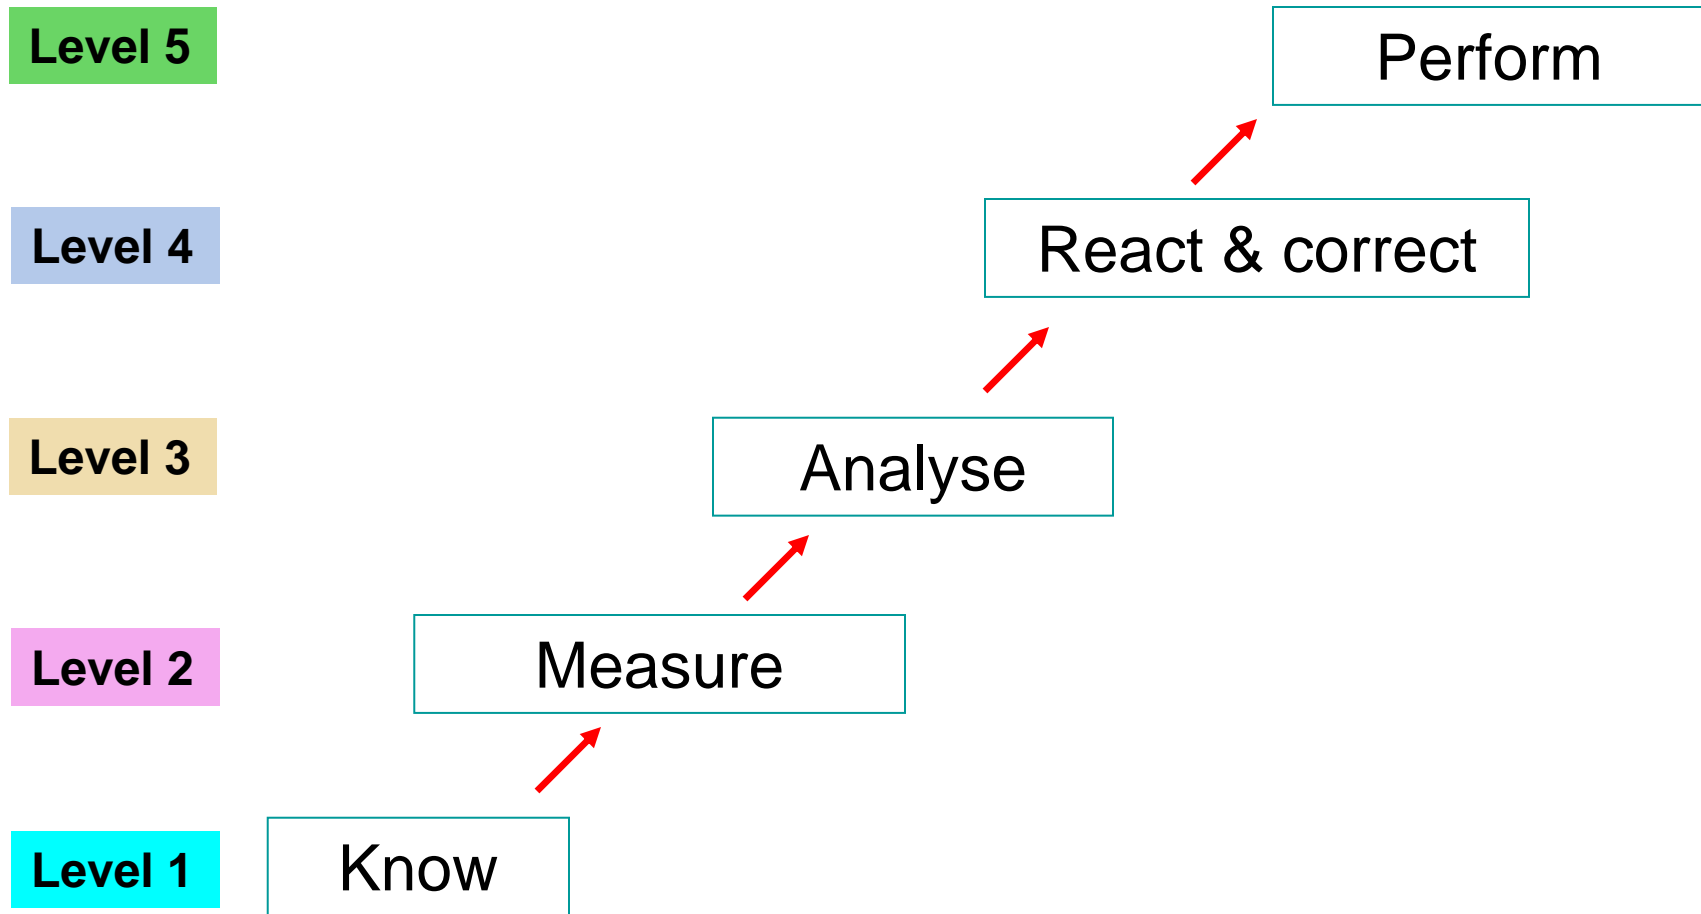 Level 5
Perform
Level 4
React & correct
Level 3
Analyse
Level 2
Measure
Level 1
Know